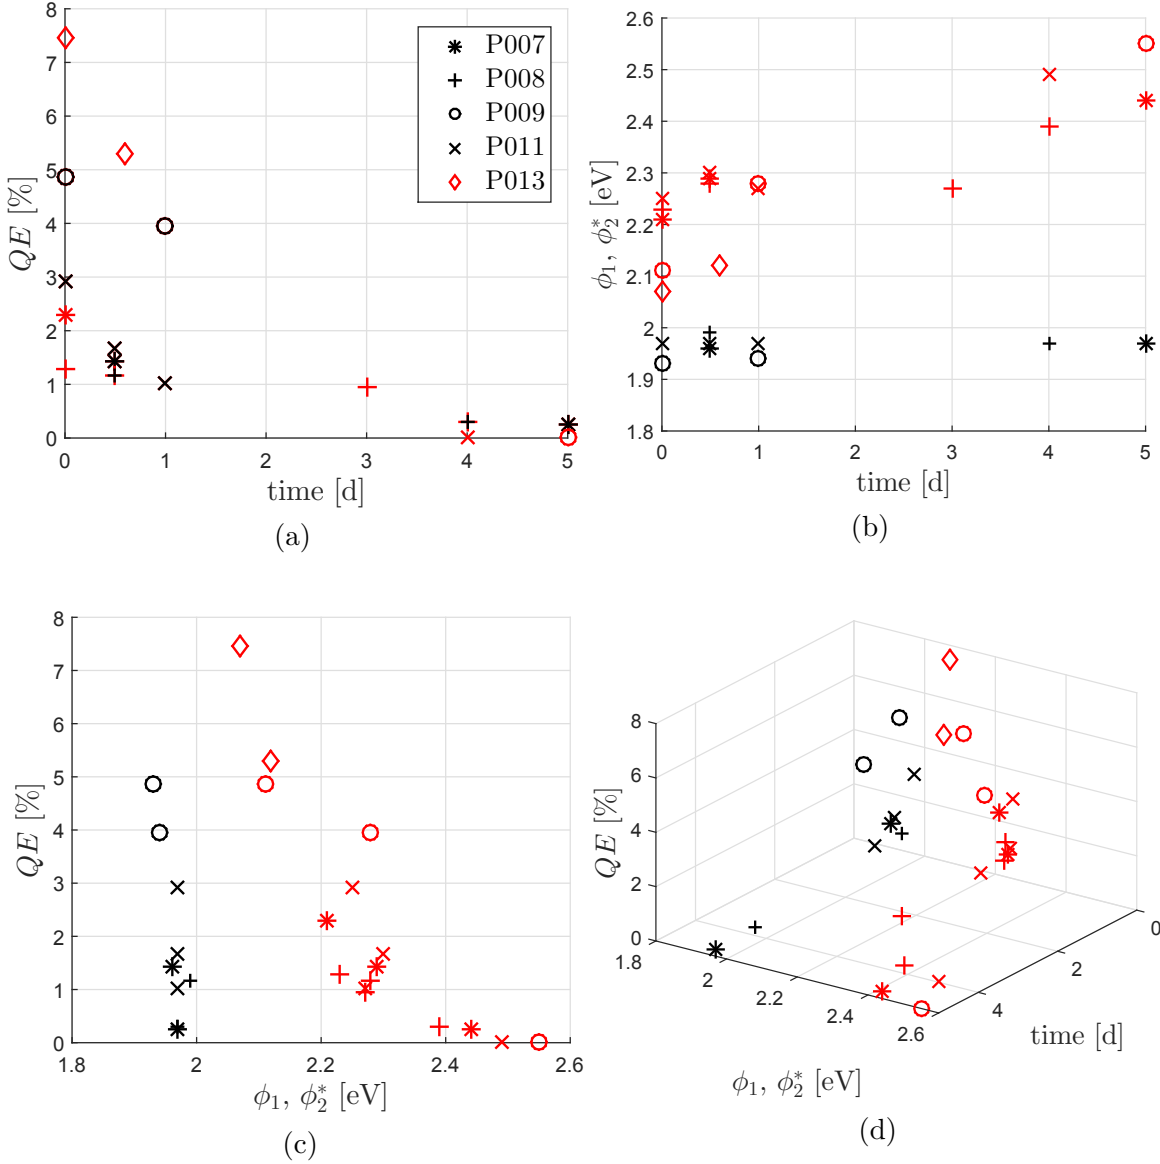 8
7
6
5
4
3
2
1
0
QE [%]
0 1 2 3 4 5
time [d]
(a)
P007
P008
P009
P011
P013
2.6
2.5
2.4
2.3
2.2
2.1
2
1.9
1.8
ϕ₁, ϕ₂* [eV]
0 1 2 3 4 5
time [d]
(b)
8
7
6
5
4
3
2
1
0
QE [%]
1.8 2 2.2 2.4 2.6
ϕ₁, ϕ₂* [eV]
(c)
8
6
4
2
0
QE [%]
1.8 2 2.2 2.4 2.6
ϕ₁, ϕ₂* [eV]
0
2
4
time [d]
(d)